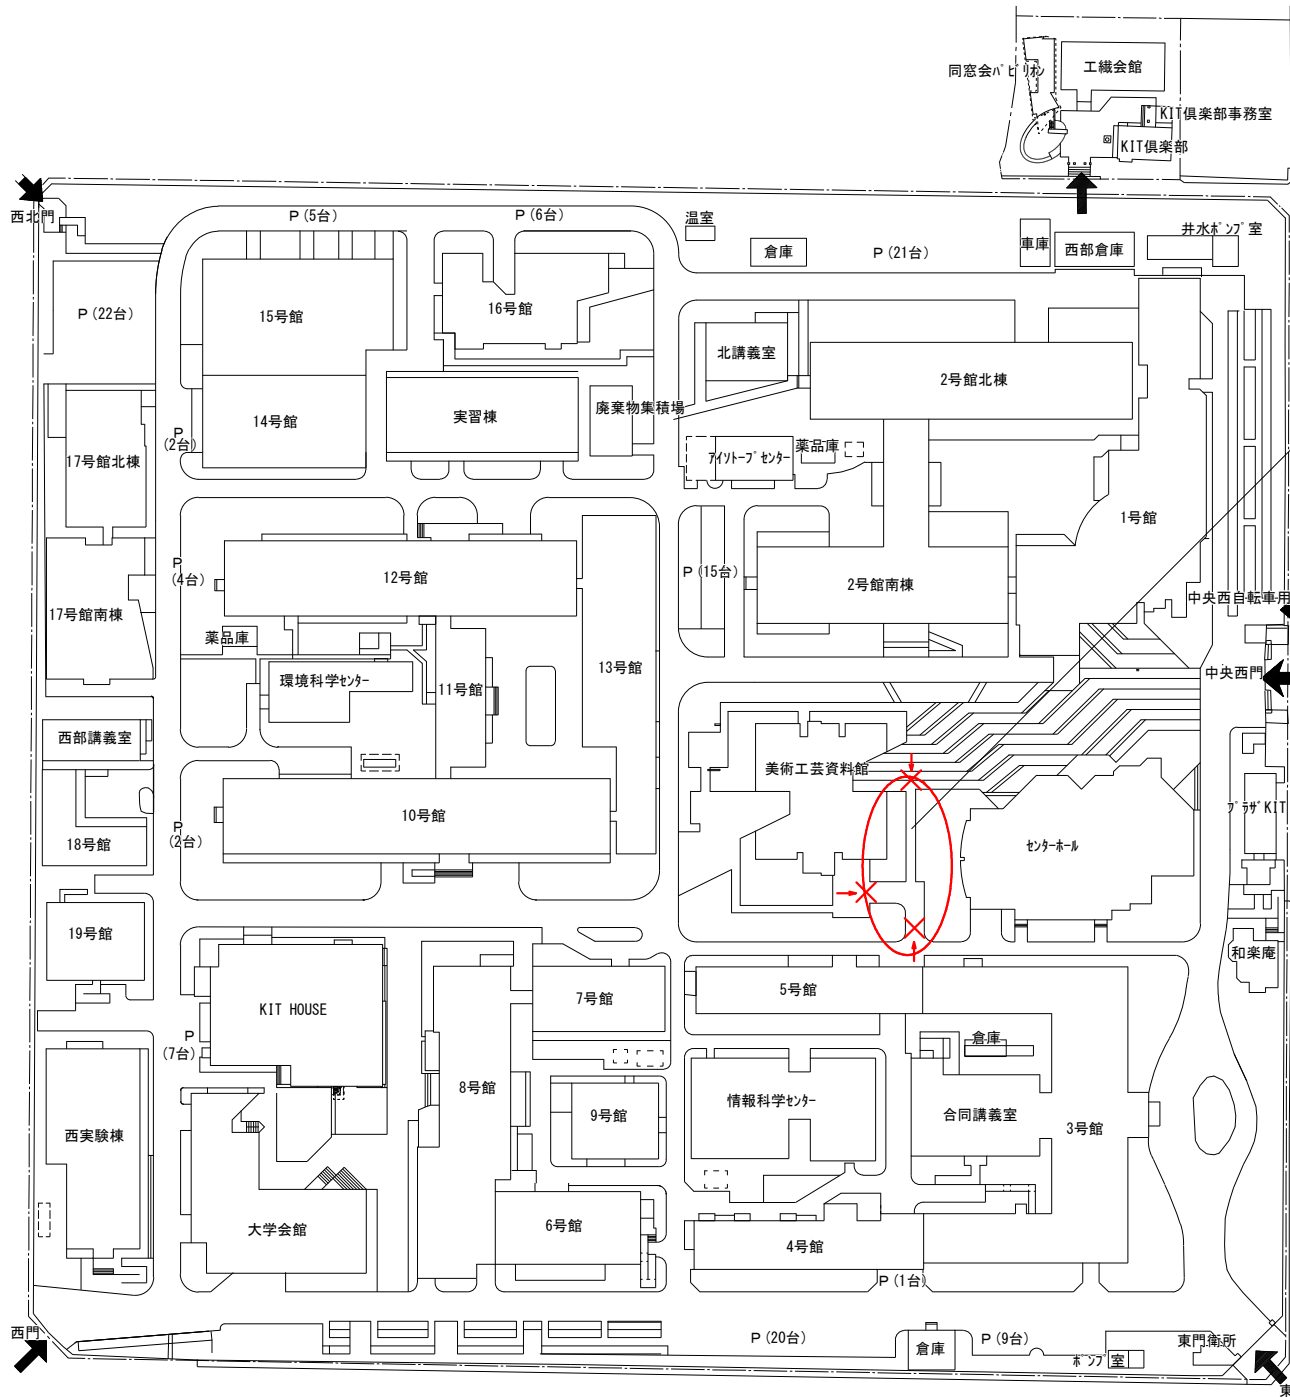 同窓会ﾊﾟﾋﾞﾘｵﾝ
工繊会館
KIT倶楽部事務室
KIT倶楽部
西北門
P (5台)
P (6台)
温室
倉庫
P (21台)
車庫
西部倉庫
井水ﾎﾟﾝﾌﾟ室
P (22台)
15号館
16号館
北講義室
2号館北棟
14号館
実習棟
廃棄物集積場
P
(2台)
17号館北棟
ｱｲｿﾄｰﾌﾟｾﾝﾀｰ
薬品庫
1号館
12号館
P
(4台)
P (15台)
2号館南棟
17号館南棟
中央西自転車用
薬品庫
13号館
環境科学ｾﾝﾀｰ
11号館
中央西門
西部講義室
美術工芸資料館
10号館
P
(2台)
18号館
ｾﾝﾀｰﾎｰﾙ
ﾌﾟﾗｻﾞKIT
19号館
和楽庵
KIT HOUSE
7号館
5号館
P
(7台)
倉庫
8号館
9号館
情報科学ｾﾝﾀｰ
合同講義室
3号館
西実験棟
大学会館
6号館
4号館
P (1台)
西門
P (20台)
倉庫
P (9台)
ﾎﾟﾝﾌﾟ室
東門衛所
東